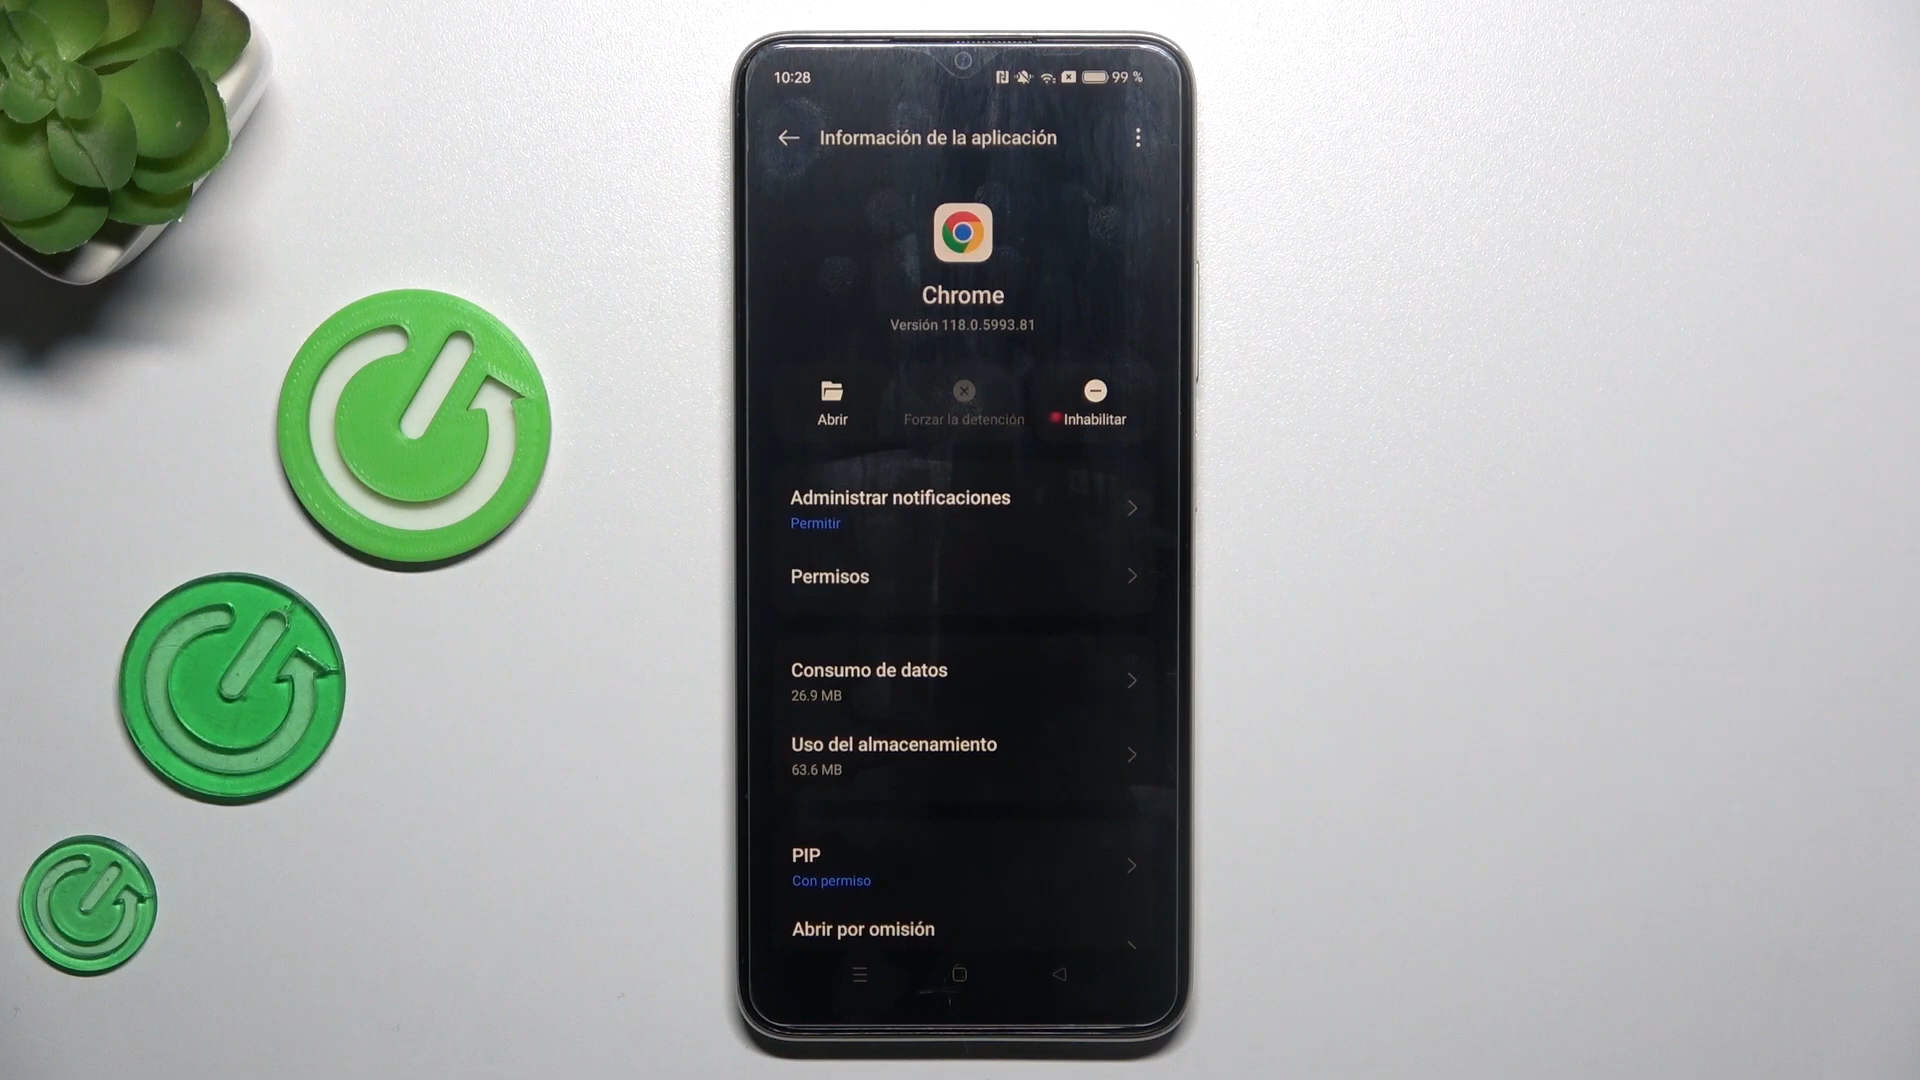 10:28 99 %
Información de la aplicación
Chrome
Versión 118.0.5993.81
Abrir Forzar la detención Inhabilitar
Administrar notificaciones
Permitir
Permisos
Consumo de datos
26.9 MB
Uso del almacenamiento
63.6 MB
PIP
Con permiso
Abrir por omisión